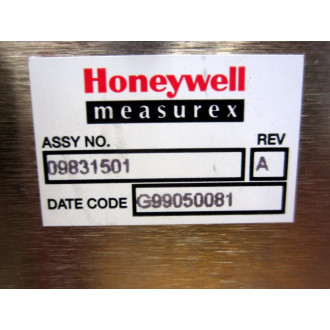 Honeywell
measurex
ASSY NO. REV
09831501 A
DATE CODE G99050081